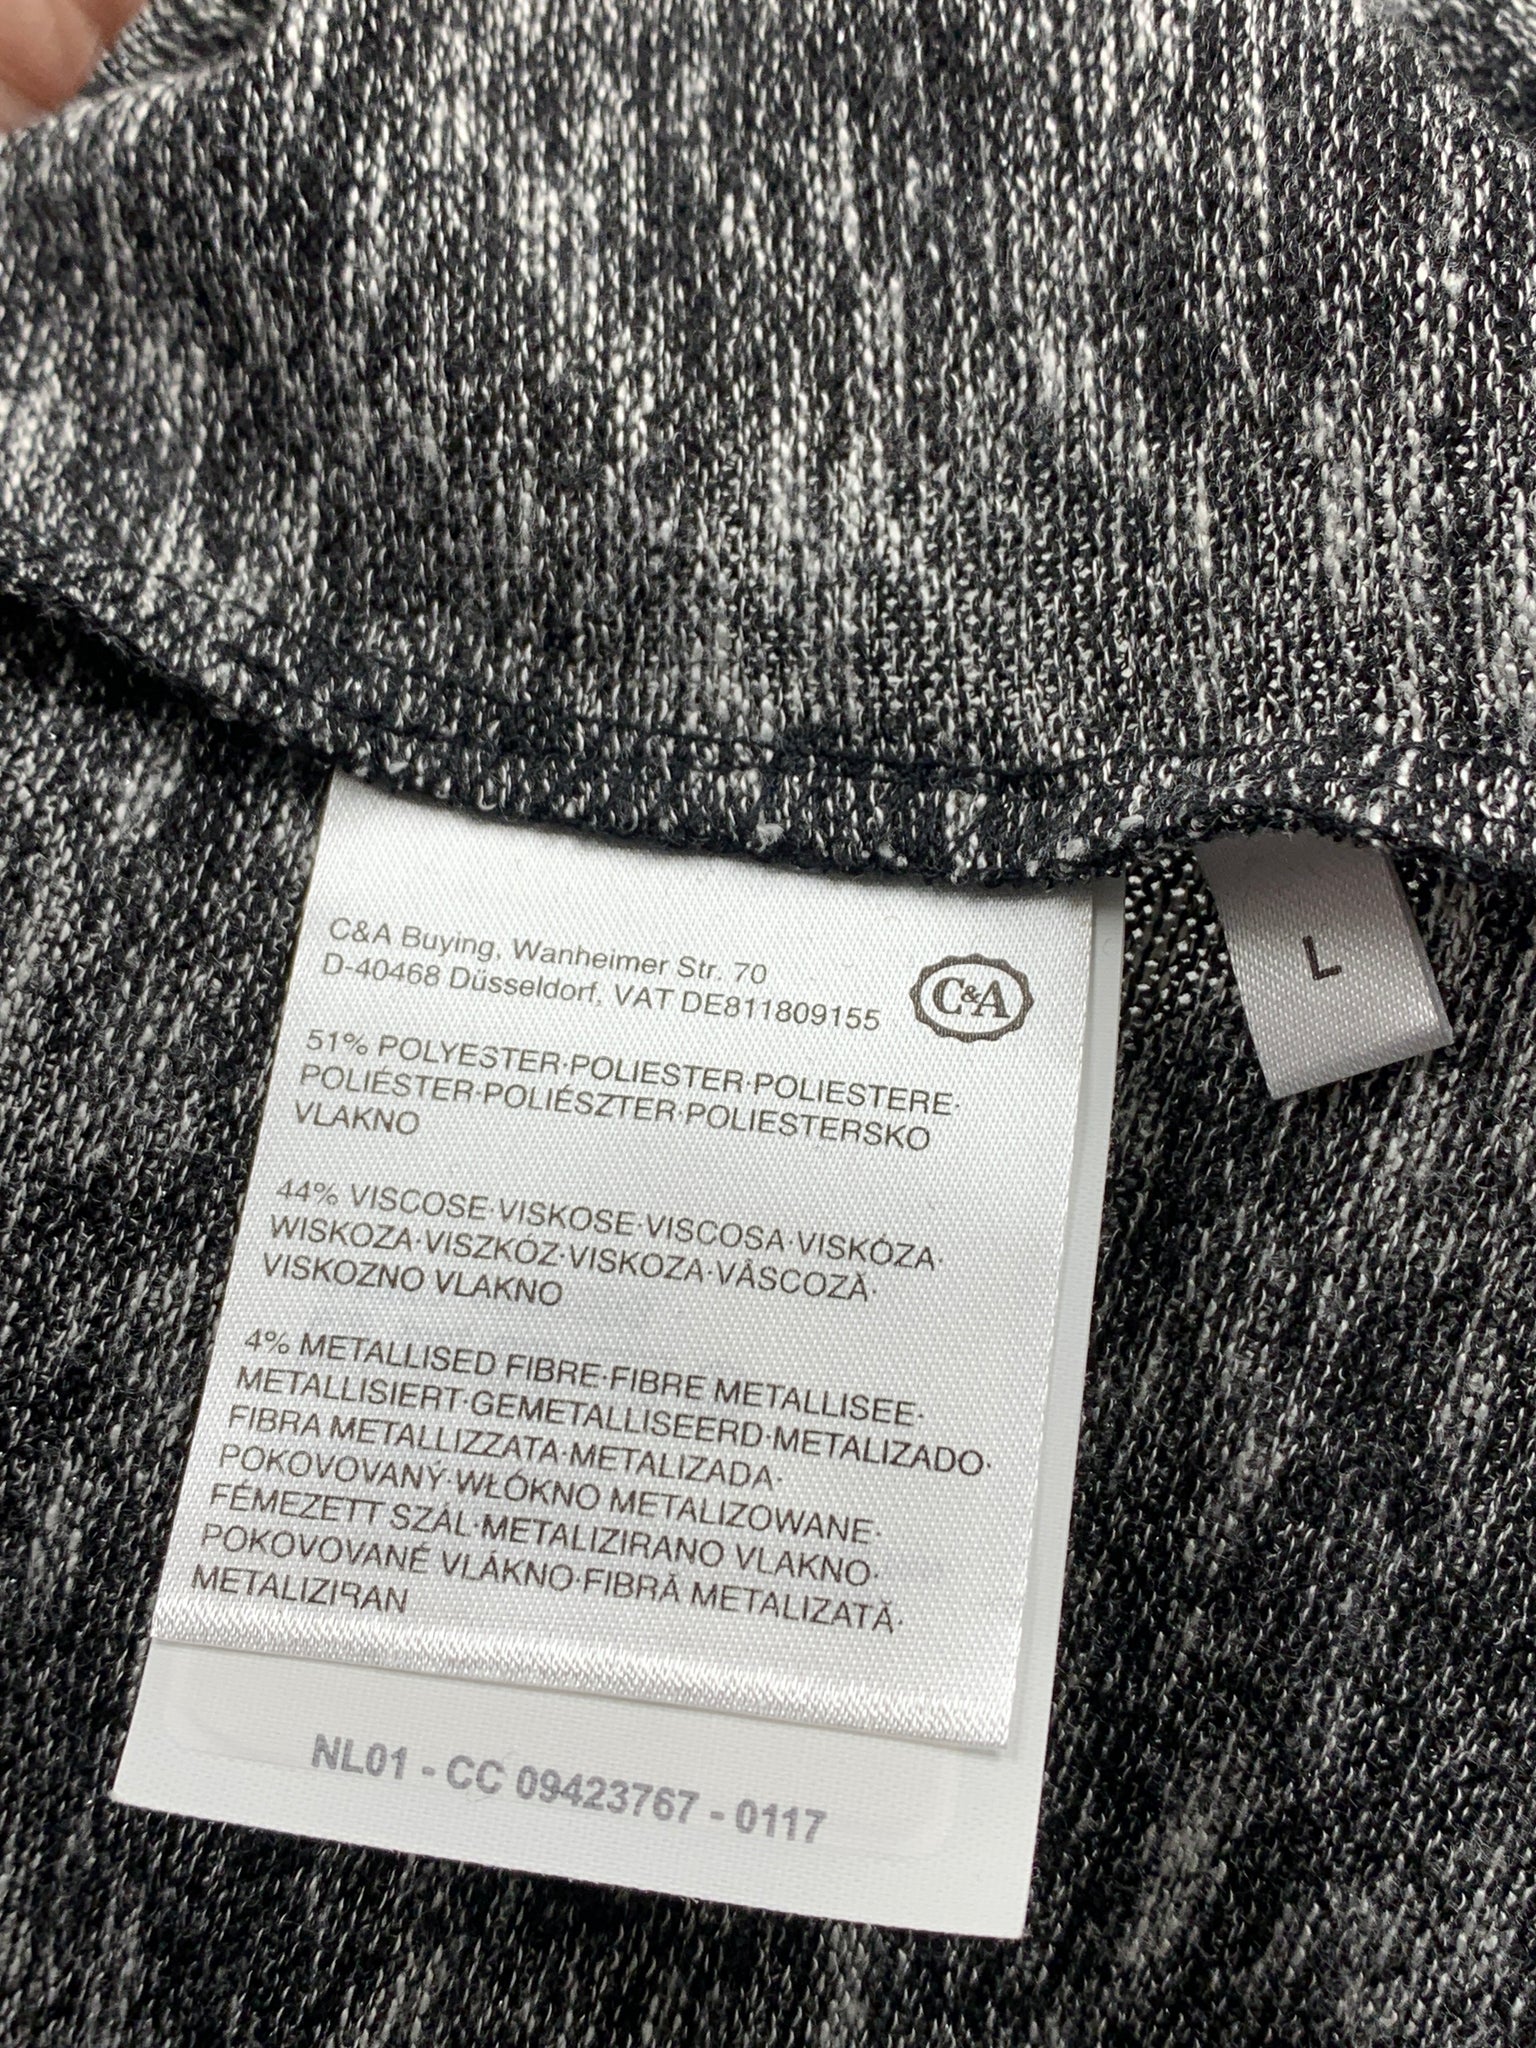 C&A Buying, Wanheimer Str. 70
D-40468 Düsseldorf, VAT DE811809155
C&A
L
51% POLYESTER·POLIESTER·POLIESTERE·
POLIÉSTER·POLIÉSZTER·POLIESTERSKO
VLAKNO
44% VISCOSE·VISKOSE·VISCOSA·VISKÓZA·
WISKOZA·VISZKÓZ·VISKOZA·VÂSCOZĂ·
VISKOZNO VLAKNO
4% METALLISED FIBRE·FIBRE METALLISEE·
METALLISIERT·GEMETALLISEERD·METALIZADO·
FIBRA METALLIZZATA·METALIZADA·
POKOVOVANÝ·WŁÓKNO METALIZOWANE·
FÉMEZETT SZÁL·METALIZIRANO VLAKNO·
POKOVOVANÉ VLÁKNO·FIBRĂ METALIZATĂ·
METALIZIRAN
NL01 - CC 09423767 - 0117